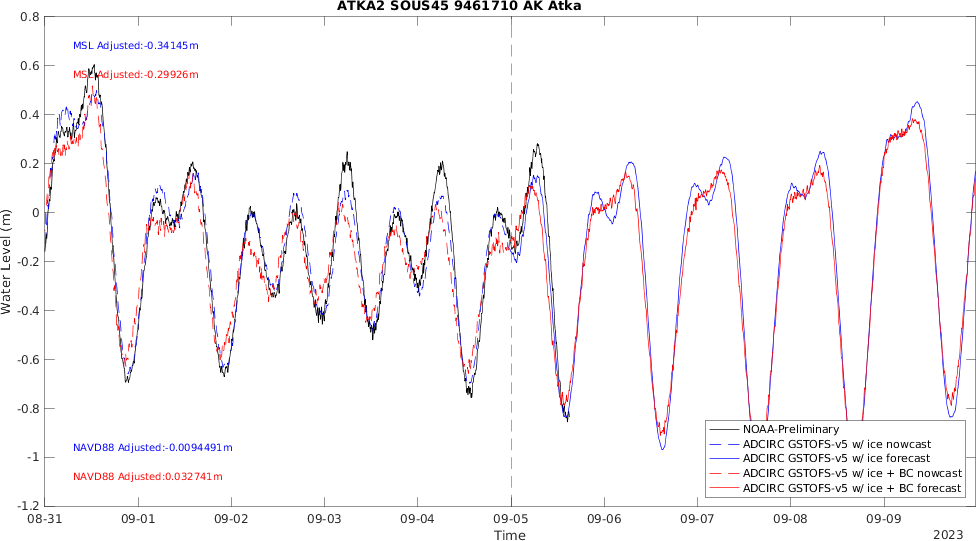 ATKA2 SOUS45 9461710 AK Atka
0.8
0.6
0.4
0.2
0
-0.2
-0.4
-0.6
-0.8
-1
-1.2
Water Level (m)
MSL Adjusted:-0.34145m
MSL Adjusted:-0.29926m
NAVD88 Adjusted:-0.0094491m
NAVD88 Adjusted:0.032741m
NOAA-Preliminary
ADCIRC GSTOFS-v5 w/ ice nowcast
ADCIRC GSTOFS-v5 w/ ice forecast
ADCIRC GSTOFS-v5 w/ ice + BC nowcast
ADCIRC GSTOFS-v5 w/ ice + BC forecast
08-31 09-01 09-02 09-03 09-04 09-05 09-06 09-07 09-08 09-09
Time
2023